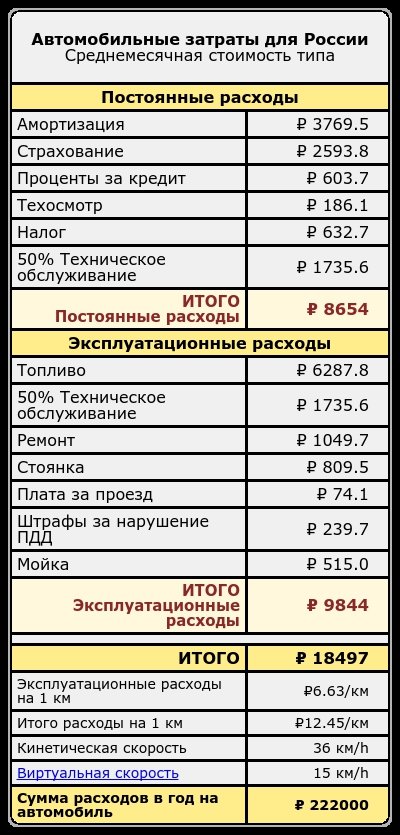 Автомобильные затраты для России
Среднемесячная стоимость типа
Постоянные расходы
Амортизация ₽ 3769.5
Страхование ₽ 2593.8
Проценты за кредит ₽ 603.7
Техосмотр ₽ 186.1
Налог ₽ 632.7
50% Техническое
обслуживание ₽ 1735.6
ИТОГО
Постоянные расходы ₽ 8654
Эксплуатационные расходы
Топливо ₽ 6287.8
50% Техническое
обслуживание ₽ 1735.6
Ремонт ₽ 1049.7
Стоянка ₽ 809.5
Плата за проезд ₽ 74.1
Штрафы за нарушение
ПДД ₽ 239.7
Мойка ₽ 515.0
ИТОГО
Эксплуатационные
расходы ₽ 9844
ИТОГО ₽ 18497
Эксплуатационные расходы
на 1 км ₽6.63/км
Итого расходы на 1 км ₽12.45/км
Кинетическая скорость 36 км/h
Виртуальная скорость 15 км/h
Сумма расходов в год на
автомобиль ₽ 222000